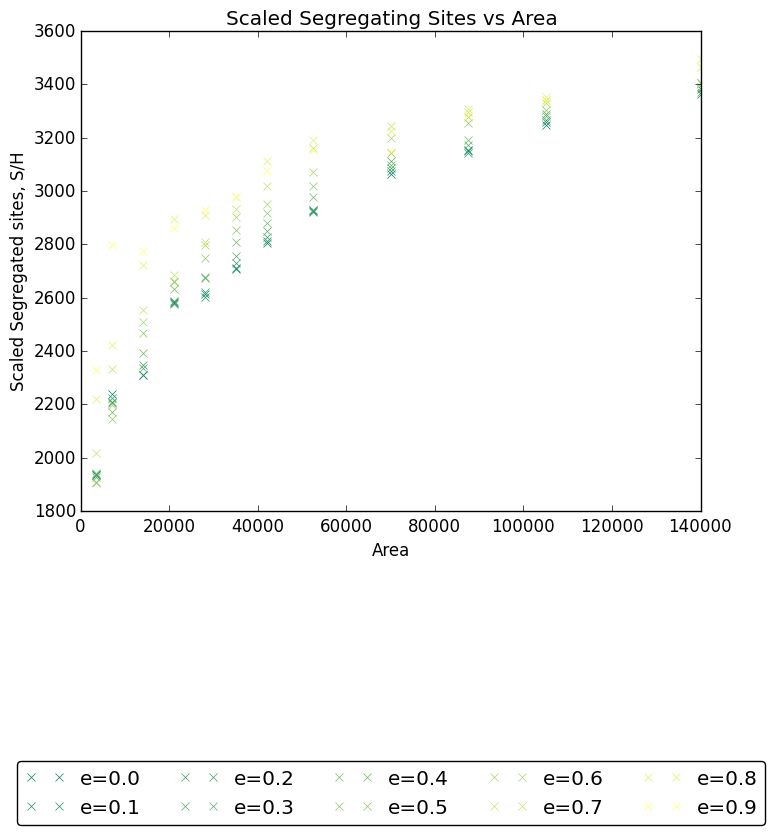 Scaled Segregating Sites vs Area
3600
3400
3200
3000
2800
2600
2400
2200
2000
1800
Scaled Segregated sites, S/H
0 20000 40000 60000 80000 100000 120000 140000
Area
e=0.0 e=0.2 e=0.4 e=0.6 e=0.8
e=0.1 e=0.3 e=0.5 e=0.7 e=0.9